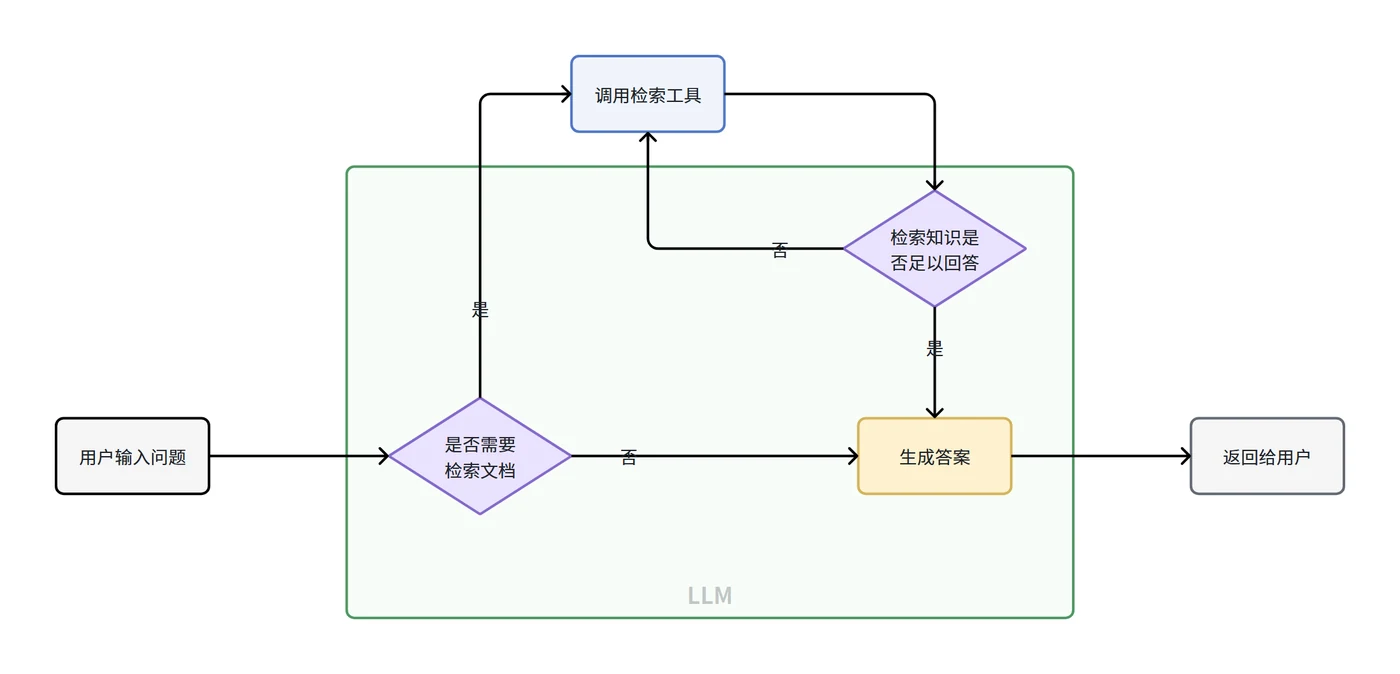 调用检索工具
检索知识是
否足以回答
否
是
是
用户输入问题
是否需要
检索文档
否
生成答案
返回给用户
LLM